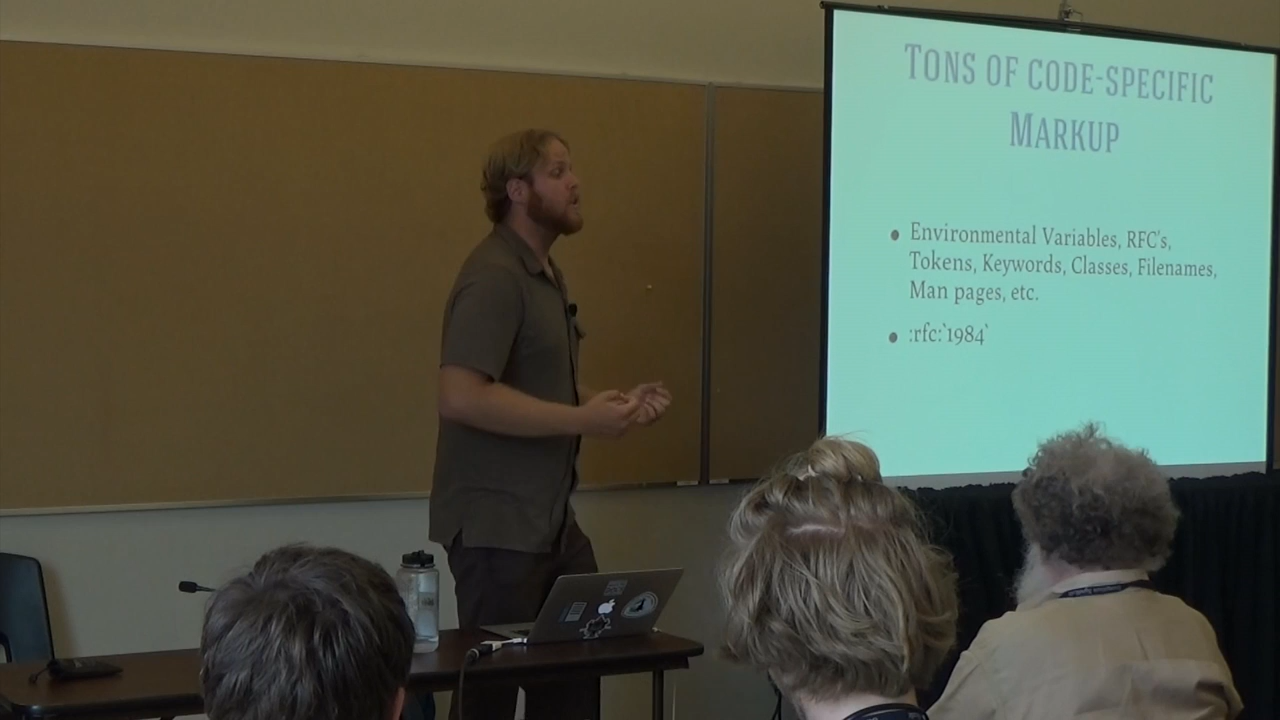 TONS OF CODE-SPECIFIC
MARKUP
• Environmental Variables, RFC's,
Tokens, Keywords, Classes, Filenames,
Man pages, etc.
• :rfc:`1984`